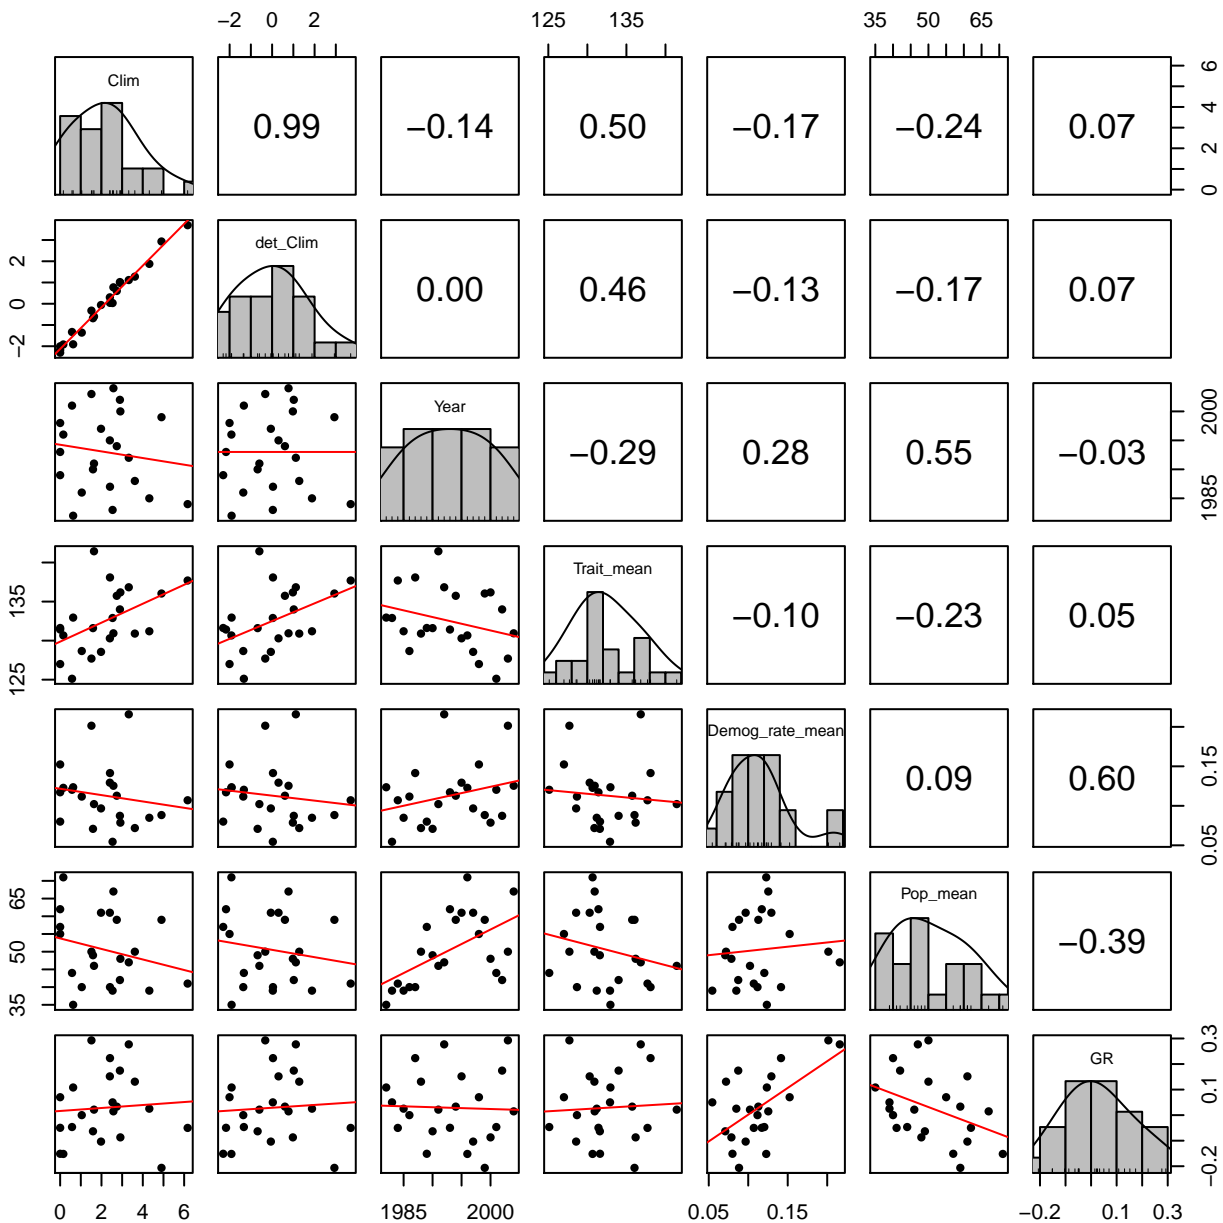 −2 0 2 125 135 35 50 65
Clim 0.99 −0.14 0.50 −0.17 −0.24 0.07 0 2 4 6
−2 0 2 det_Clim 0.00 0.46 −0.13 −0.17 0.07
Year −0.29 0.28 0.55 −0.03 1985 2000
125 135 Trait_mean −0.10 −0.23 0.05
Demog_rate_mean 0.09 0.60 0.05 0.15
35 50 65 Pop_mean −0.39
GR −0.2 0.1 0.3
0 2 4 6 1985 2000 0.05 0.15 −0.2 0.1 0.3